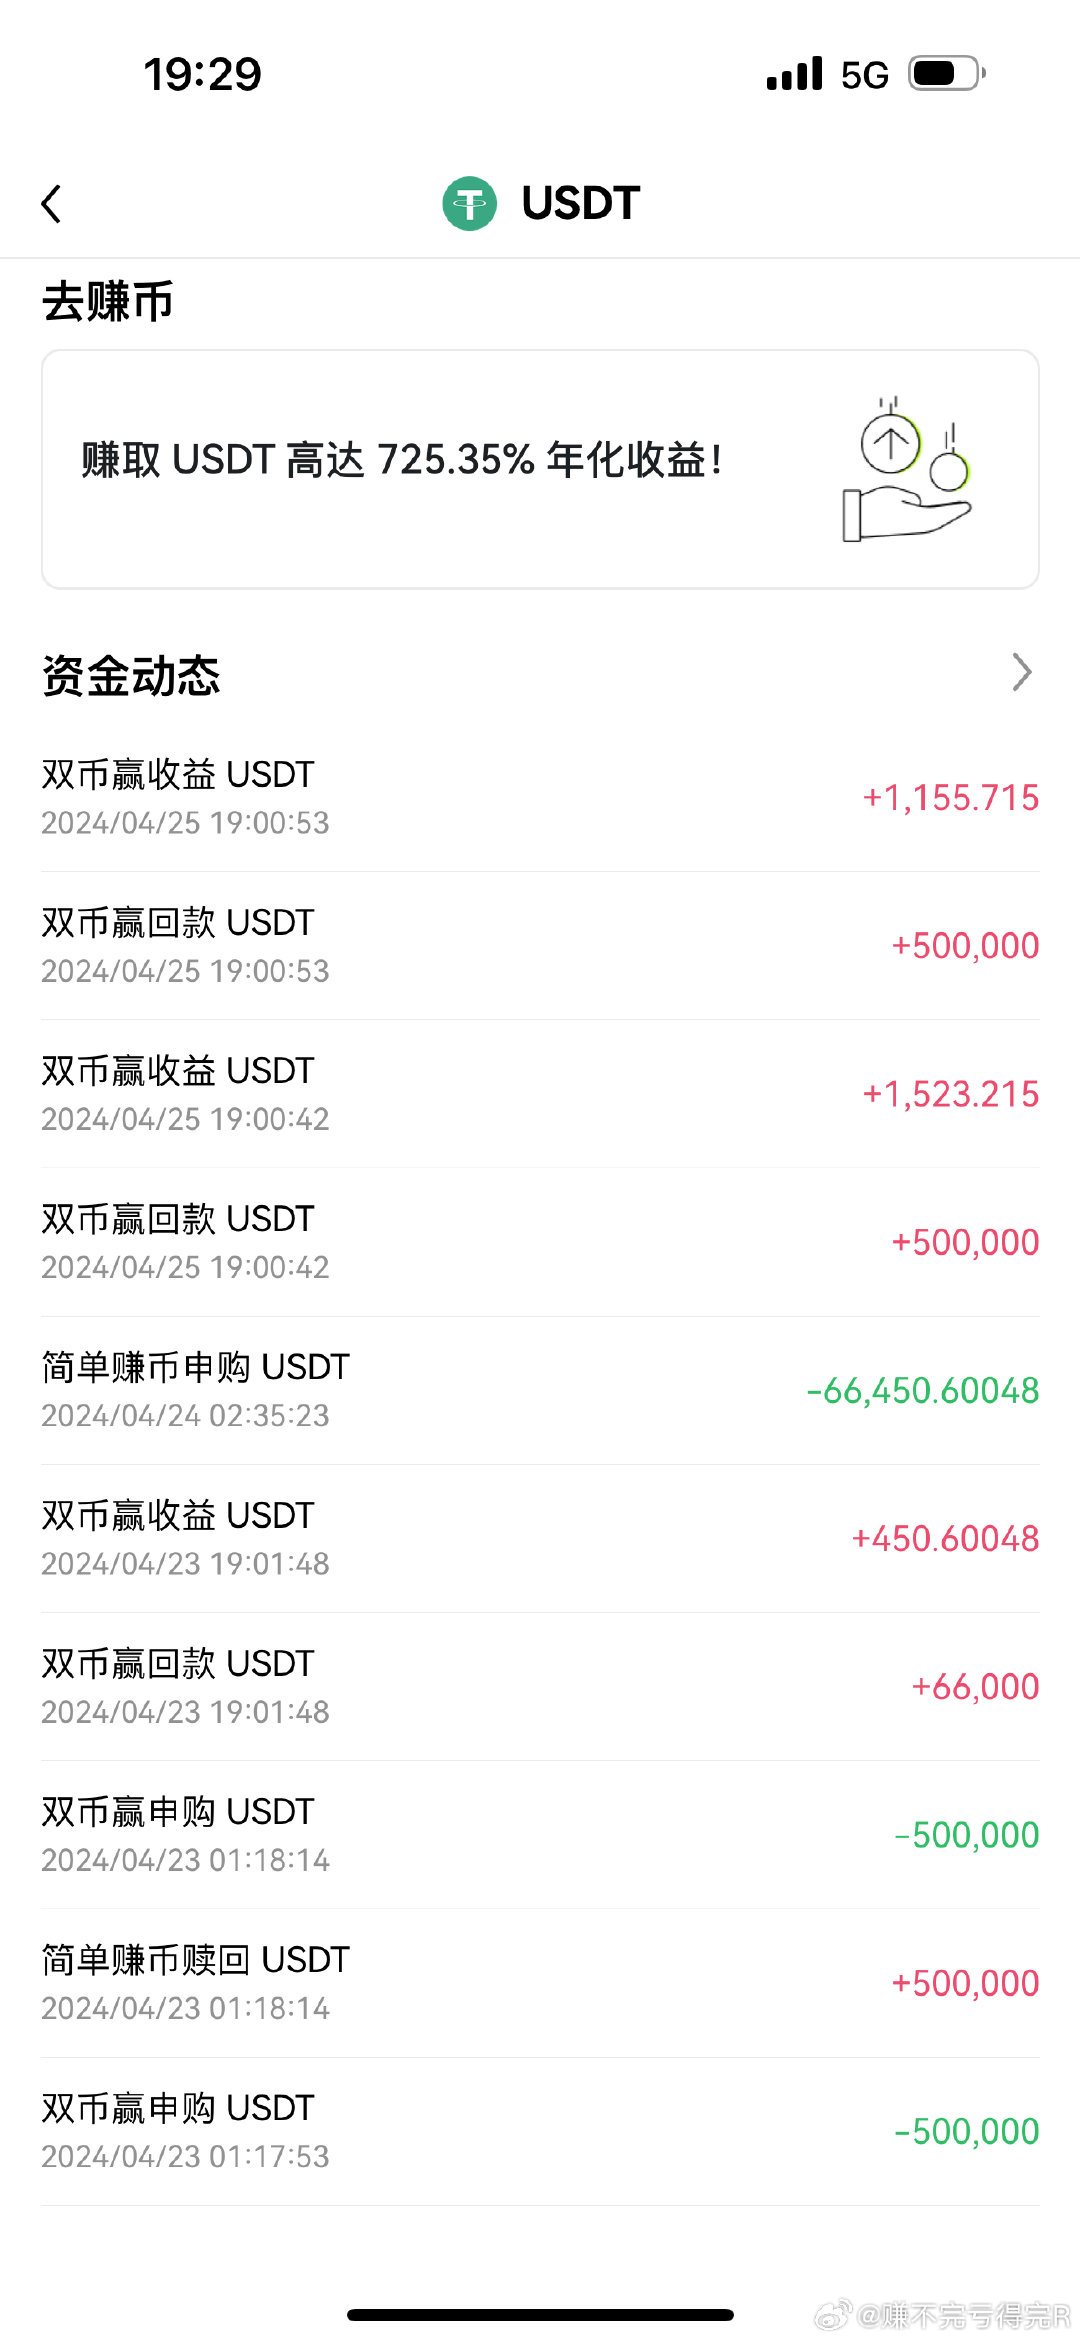 19:29
5G
USDT
去赚币
赚取 USDT 高达 725.35% 年化收益！
资金动态
双币赢收益 USDT
+1,155.715
2024/04/25 19:00:53
双币赢回款 USDT
+500,000
2024/04/25 19:00:53
双币赢收益 USDT
+1,523.215
2024/04/25 19:00:42
双币赢回款 USDT
+500,000
2024/04/25 19:00:42
简单赚币申购 USDT
-66,450.60048
2024/04/24 02:35:23
双币赢收益 USDT
+450.60048
2024/04/23 19:01:48
双币赢回款 USDT
+66,000
2024/04/23 19:01:48
双币赢申购 USDT
-500,000
2024/04/23 01:18:14
简单赚币赎回 USDT
+500,000
2024/04/23 01:18:14
双币赢申购 USDT
-500,000
2024/04/23 01:17:53
@赚不完亏得完R